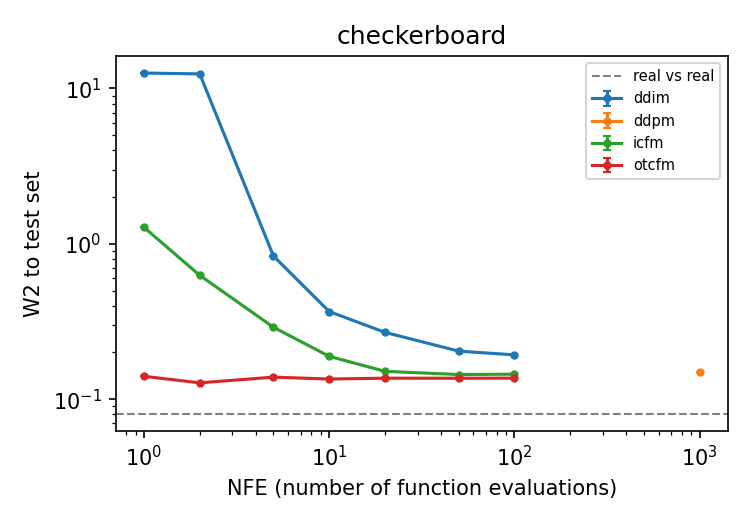 checkerboard
W2 to test set
10¹
10⁰
10⁻¹
real vs real
ddim
ddpm
icfm
otcfm
10⁰ 10¹ 10² 10³
NFE (number of function evaluations)